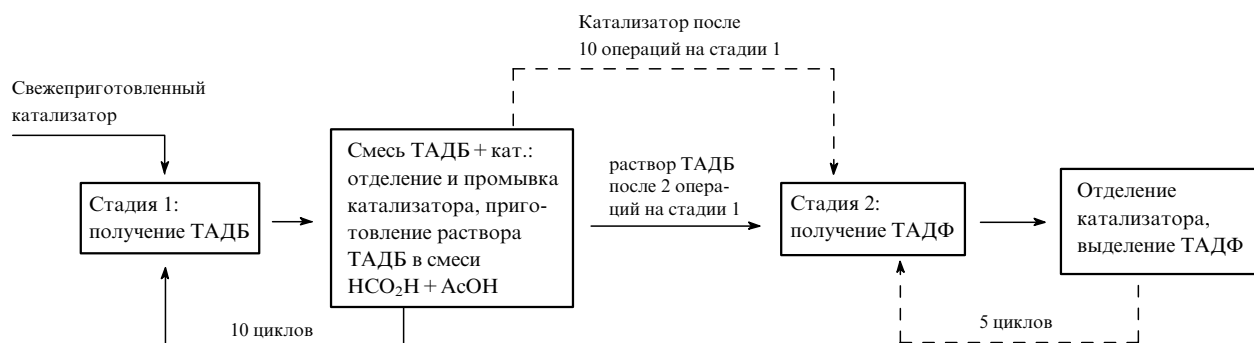 Катализатор после
10 операций на стадии 1
Свежеприготовленный
катализатор
Стадия 1:
получение ТАДБ
Смесь ТАДБ + кат.:
отделение и промывка
катализатора, приго-
товление раствора
ТАДБ в смеси
HCO₂H + AcOH
раствор ТАДБ
после 2 опера-
ций на стадии 1
Стадия 2:
получение ТАДФ
Отделение
катализатора,
выделение ТАДФ
10 циклов
5 циклов